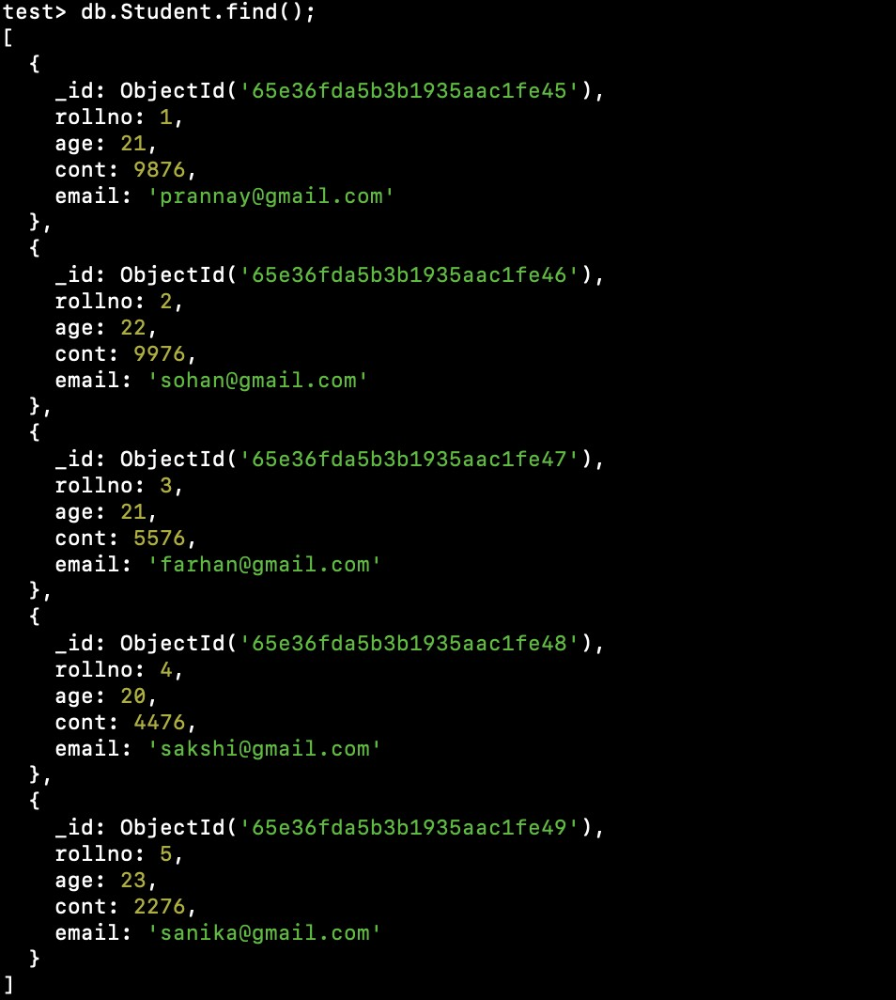 test> db.Student.find();
[
  {
    _id: ObjectId('65e36fda5b3b1935aac1fe45'),
    rollno: 1,
    age: 21,
    cont: 9876,
    email: 'prannay@gmail.com'
  },
  {
    _id: ObjectId('65e36fda5b3b1935aac1fe46'),
    rollno: 2,
    age: 22,
    cont: 9976,
    email: 'sohan@gmail.com'
  },
  {
    _id: ObjectId('65e36fda5b3b1935aac1fe47'),
    rollno: 3,
    age: 21,
    cont: 5576,
    email: 'farhan@gmail.com'
  },
  {
    _id: ObjectId('65e36fda5b3b1935aac1fe48'),
    rollno: 4,
    age: 20,
    cont: 4476,
    email: 'sakshi@gmail.com'
  },
  {
    _id: ObjectId('65e36fda5b3b1935aac1fe49'),
    rollno: 5,
    age: 23,
    cont: 2276,
    email: 'sanika@gmail.com'
  }
]